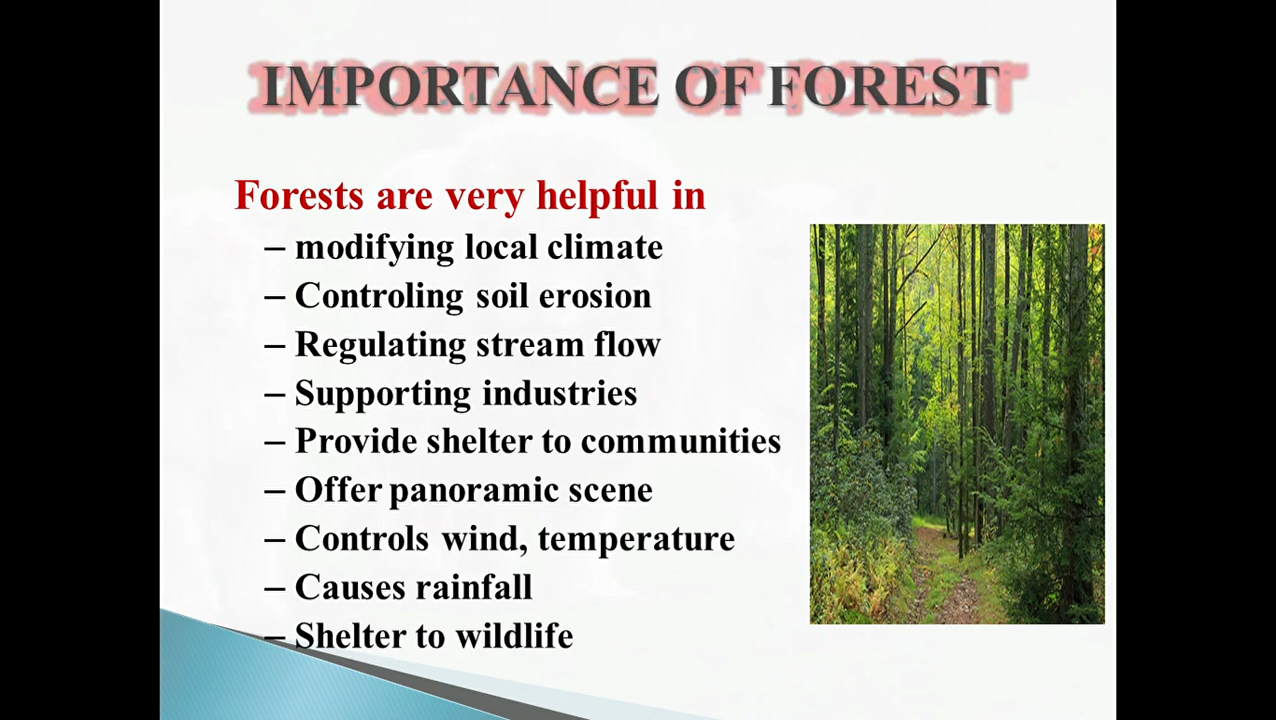 IMPORTANCE OF FOREST
Forests are very helpful in
– modifying local climate
– Controling soil erosion
– Regulating stream flow
– Supporting industries
– Provide shelter to communities
– Offer panoramic scene
– Controls wind, temperature
– Causes rainfall
– Shelter to wildlife